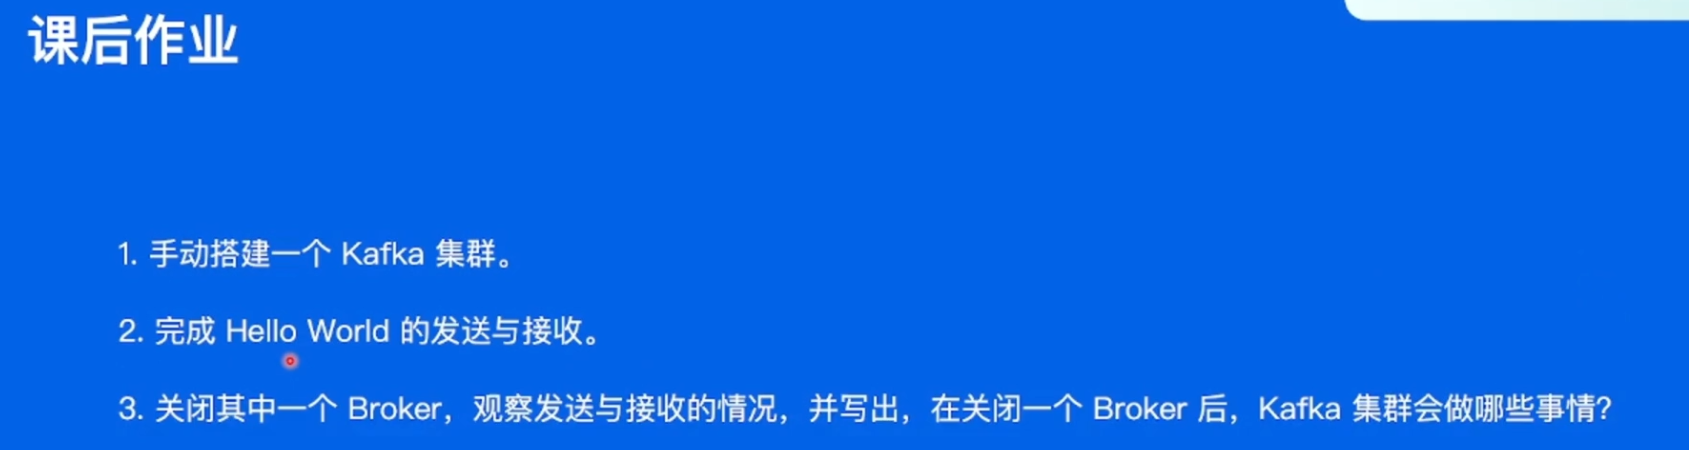 课后作业
1. 手动搭建一个 Kafka 集群。
2. 完成 Hello World 的发送与接收。
3. 关闭其中一个 Broker，观察发送与接收的情况，并写出，在关闭一个 Broker 后，Kafka 集群会做哪些事情？